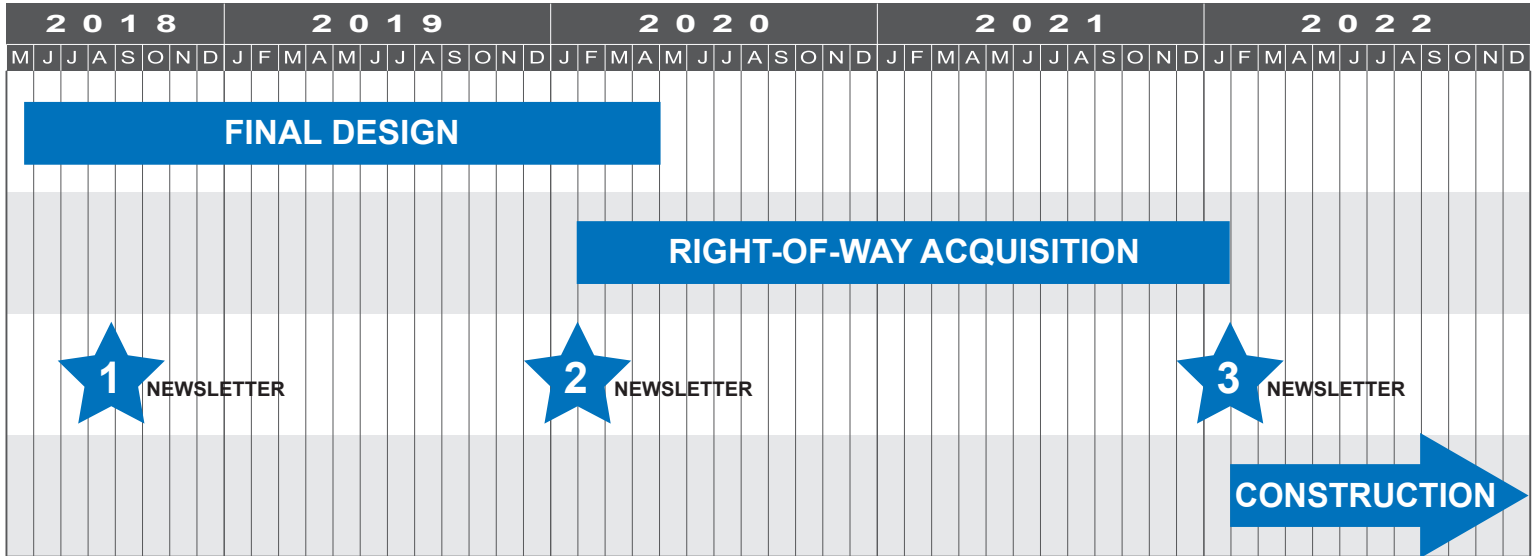 2018 2019 2020 2021 2022
M J J A S O N D J F M A M J J A S O N D J F M A M J J A S O N D J F M A M J J A S O N D J F M A M J J A S O N D
FINAL DESIGN
RIGHT-OF-WAY ACQUISITION
1 NEWSLETTER 2 NEWSLETTER 3 NEWSLETTER
CONSTRUCTION